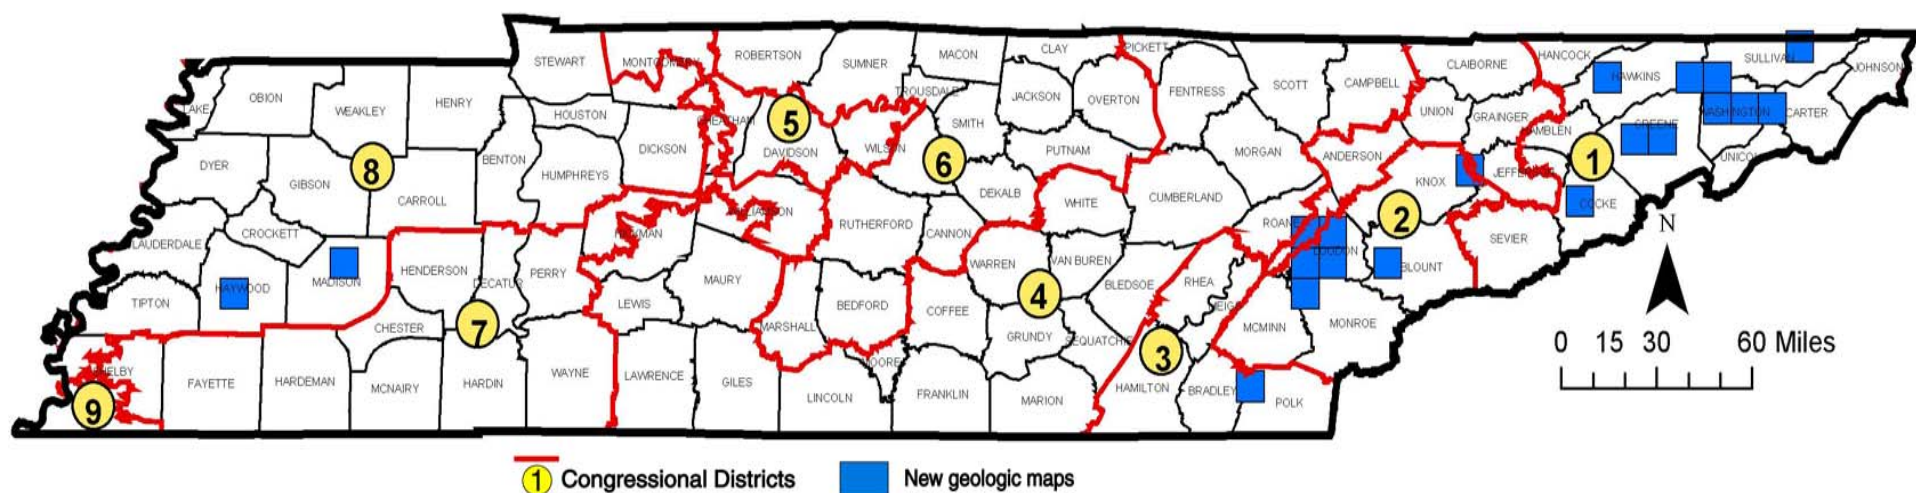 STEWART
MONTGOMERY
ROBERTSON
SUMNER
MACON
CLAY
PICKETT
FENTRESS
SCOTT
CAMPBELL
CLAIBORNE
HANCOCK
HAWKINS
SULLIVAN
JOHNSON
LAKE
OBION
WEAKLEY
HENRY
HOUSTON
CHEATHAM
5
DAVIDSON
WILSON
TROUSDALE
SMITH
JACKSON
OVERTON
UNION
GRAINGER
HAMBLEN
GREENE
WASHINGTON
CARTER
UNICOI
DYER
GIBSON
8
CARROLL
BENTON
HUMPHREYS
DICKSON
6
PUTNAM
DEKALB
MORGAN
ANDERSON
KNOX
JEFFERSON
1
COCKE
N
LAUDERDALE
CROCKETT
HICKMAN
WILLIAMSON
RUTHERFORD
CANNON
WHITE
CUMBERLAND
ROANE
LOUDON
2
BLOUNT
SEVIER
TIPTON
HAYWOOD
MADISON
HENDERSON
DECATUR
PERRY
LEWIS
MAURY
MARSHALL
BEDFORD
COFFEE
WARREN
VAN BUREN
4
GRUNDY
BLEDSOE
SEQUATCHIE
RHEA
MEIGS
MCMINN
MONROE
0 15 30 60 Miles
SHELBY
9
FAYETTE
HARDEMAN
CHESTER
MCNAIRY
7
HARDIN
WAYNE
LAWRENCE
GILES
LINCOLN
MOORE
FRANKLIN
MARION
3
HAMILTON
BRADLEY
POLK
1 Congressional Districts
New geologic maps